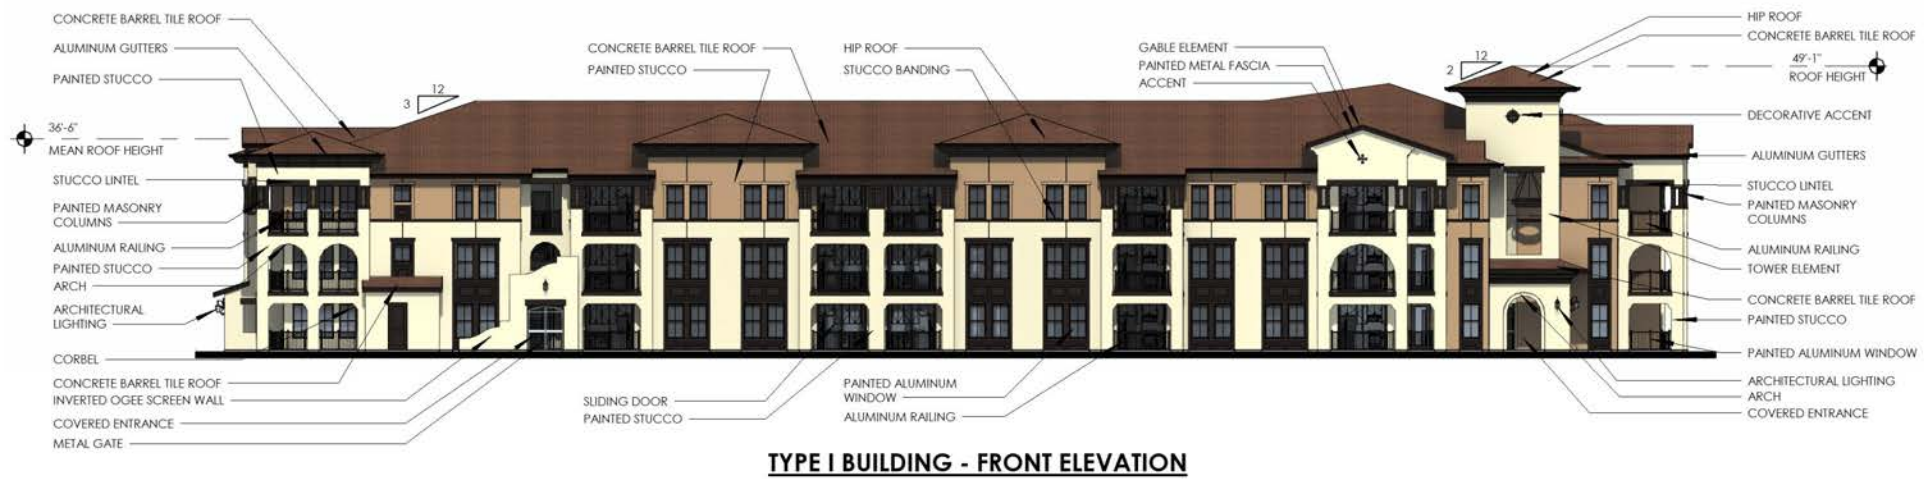 CONCRETE BARREL TILE ROOF
ALUMINUM GUTTERS
PAINTED STUCCO
12
3
36'-6"
MEAN ROOF HEIGHT
STUCCO LINTEL
PAINTED MASONRY
COLUMNS
ALUMINUM RAILING
PAINTED STUCCO
ARCH
ARCHITECTURAL
LIGHTING
CORBEL
CONCRETE BARREL TILE ROOF
INVERTED OGEE SCREEN WALL
COVERED ENTRANCE
METAL GATE
CONCRETE BARREL TILE ROOF
PAINTED STUCCO
HIP ROOF
STUCCO BANDING
GABLE ELEMENT
PAINTED METAL FASCIA
ACCENT
SLIDING DOOR
PAINTED STUCCO
PAINTED ALUMINUM
WINDOW
ALUMINUM RAILING
12
2
HIP ROOF
CONCRETE BARREL TILE ROOF
49'-1"
ROOF HEIGHT
DECORATIVE ACCENT
ALUMINUM GUTTERS
STUCCO LINTEL
PAINTED MASONRY
COLUMNS
ALUMINUM RAILING
TOWER ELEMENT
CONCRETE BARREL TILE ROOF
PAINTED STUCCO
PAINTED ALUMINUM WINDOW
ARCHITECTURAL LIGHTING
ARCH
COVERED ENTRANCE
TYPE I BUILDING - FRONT ELEVATION